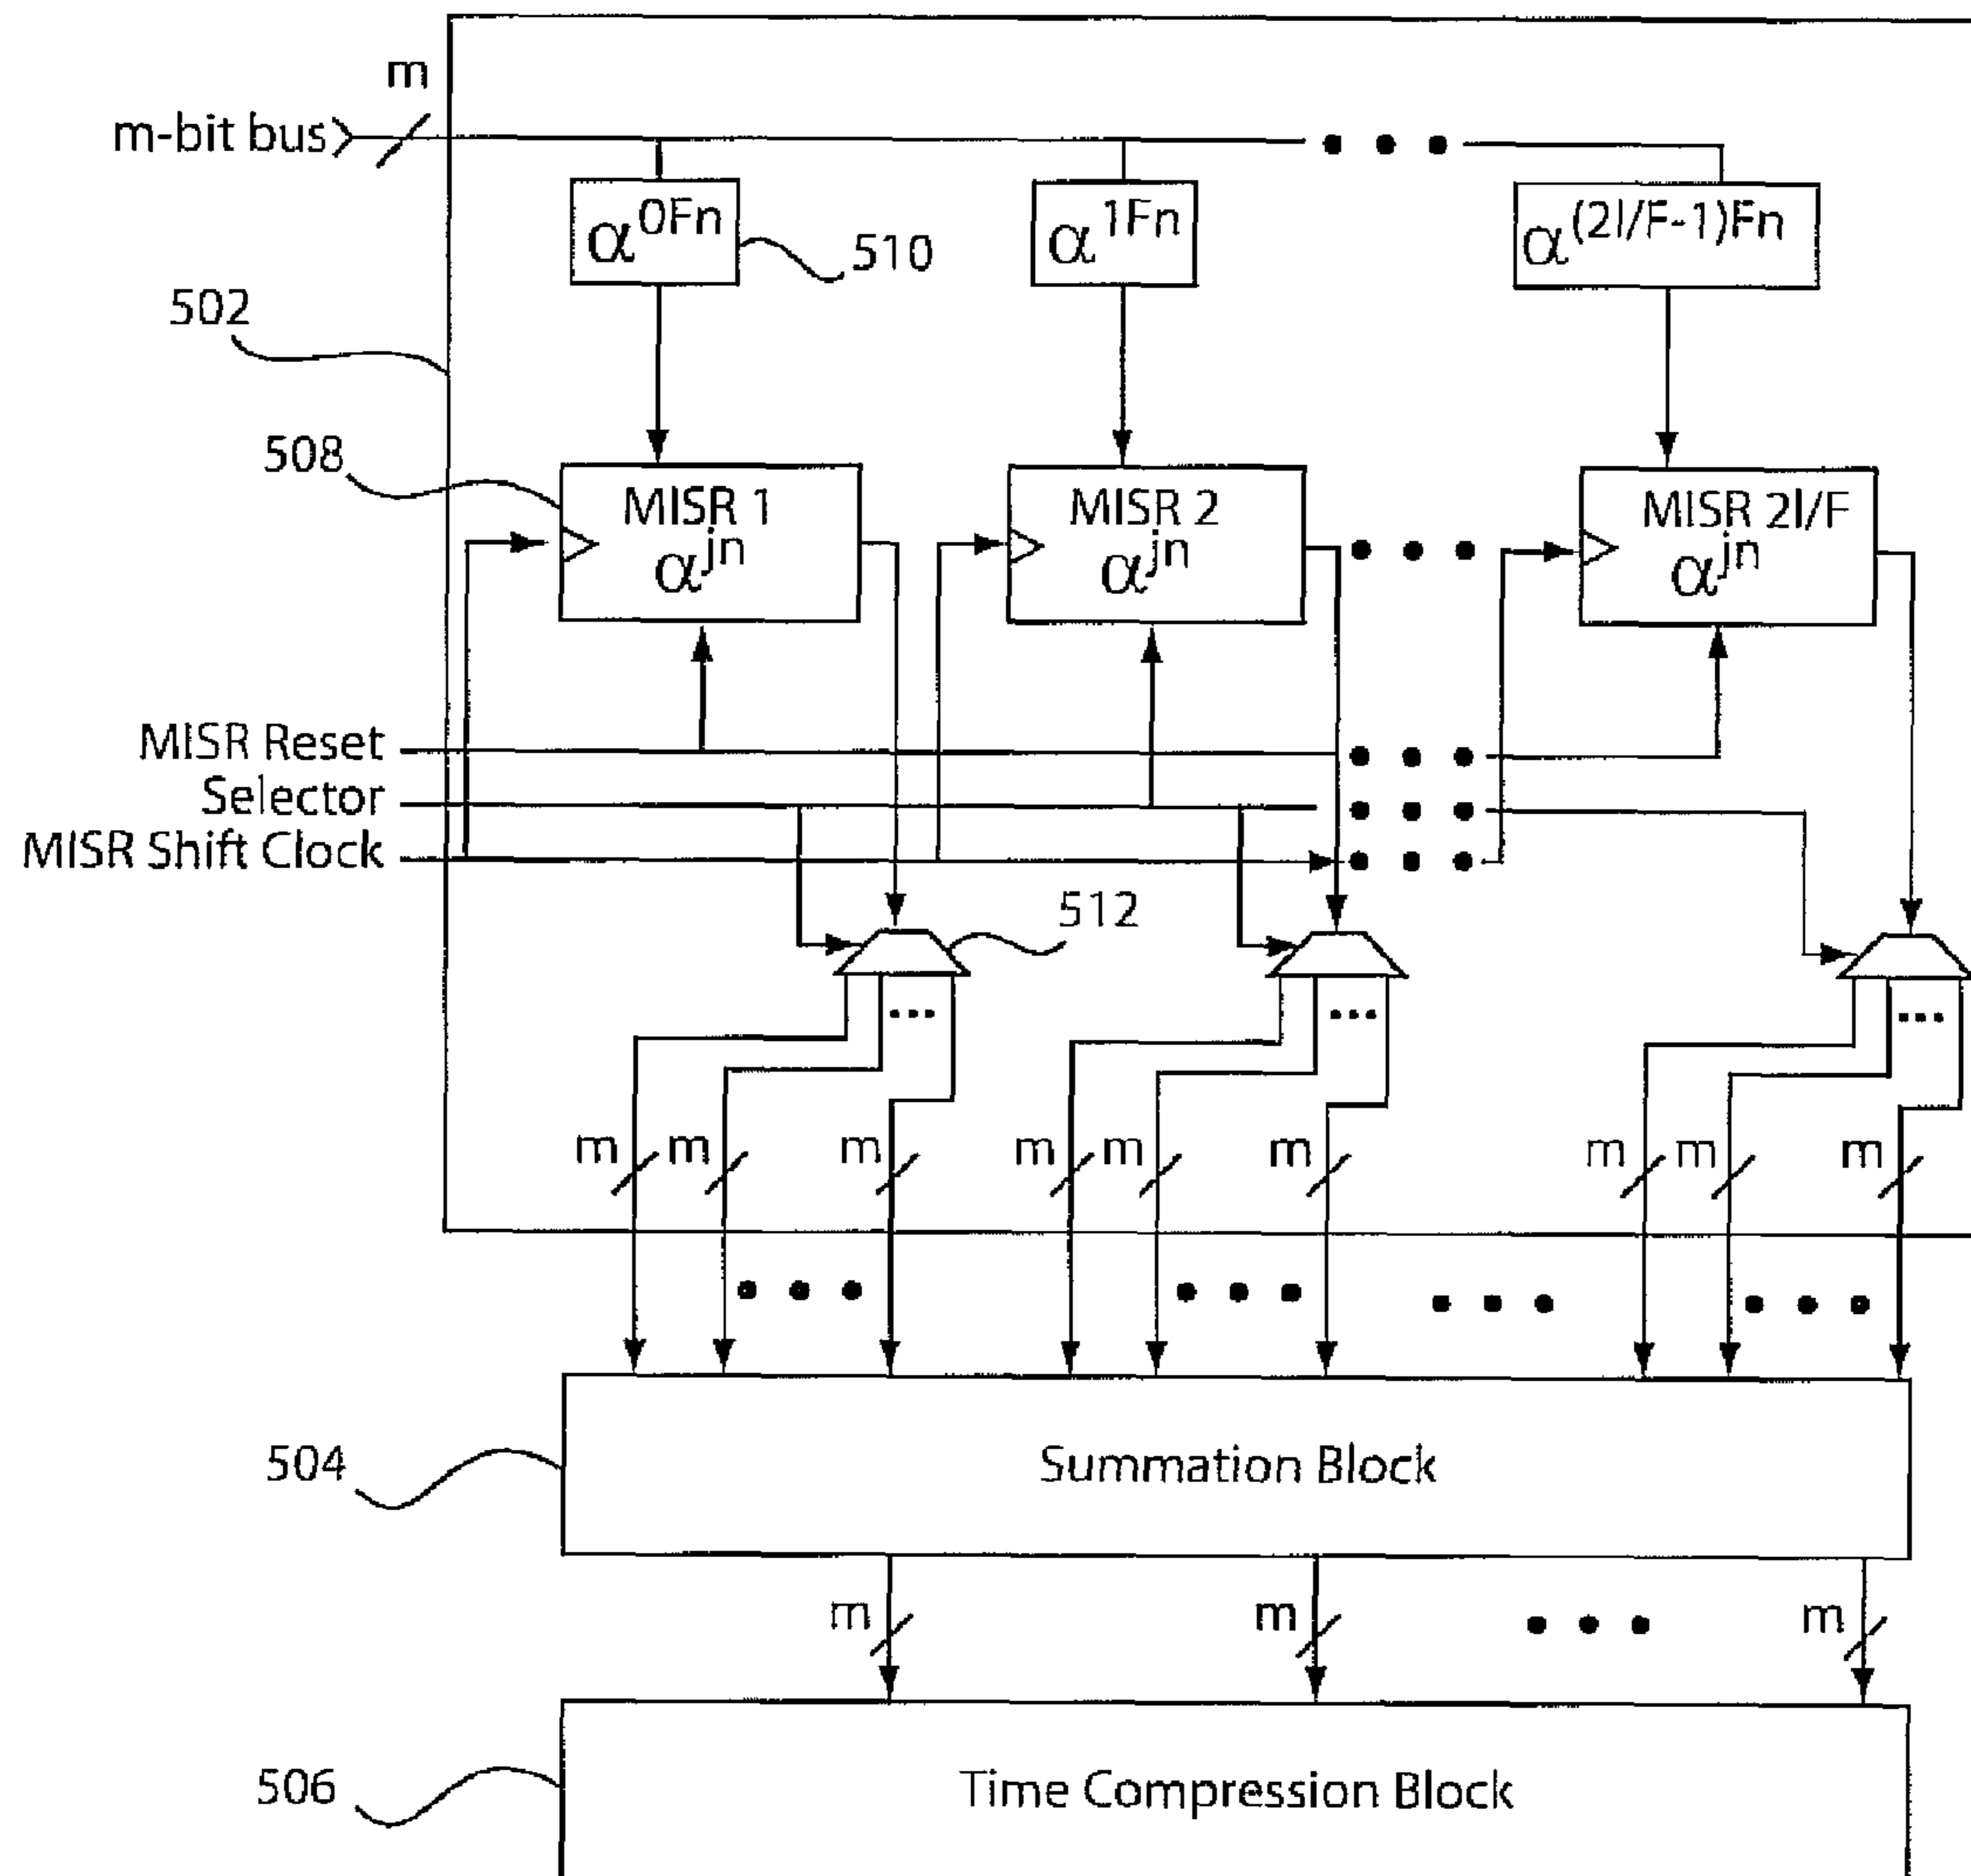 m
m-bit bus
α^0Fn
510
α^1Fn
α^(2l/F-1)Fn
502
508
MISR 1
α^jn
MISR 2
α^jn
MISR 2l/F
α^jn
MISR Reset
Selector
MISR Shift Clock
512
m m m m m m m m m
504
Summation Block
m m m
506
Time Compression Block